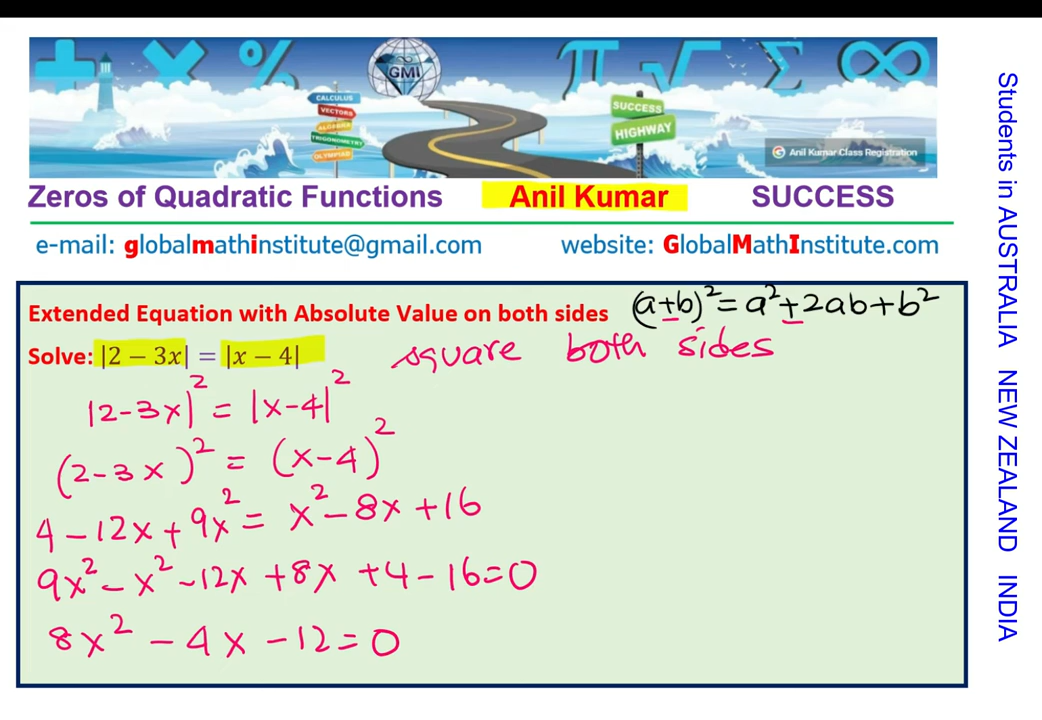 GMI
CALCULUS
VECTORS
ALGEBRA
TRIGONOMETRY
OLYMPIAD
π √ Σ ∞
+ × %
SUCCESS
HIGHWAY
G Anil Kumar Class Registration
Zeros of Quadratic Functions Anil Kumar SUCCESS
e-mail: globalmathinstitute@gmail.com website: GlobalMathInstitute.com
Extended Equation with Absolute Value on both sides (a+b)² = a²+2ab+b²
Solve: |2 − 3x| = |x − 4| square both sides
|2-3x|² = |x-4|²
(2-3x)² = (x-4)²
4-12x+9x² = x²-8x+16
9x²-x²-12x+8x+4-16=0
8x²-4x-12=0
Students in AUSTRALIA NEW ZEALAND INDIA